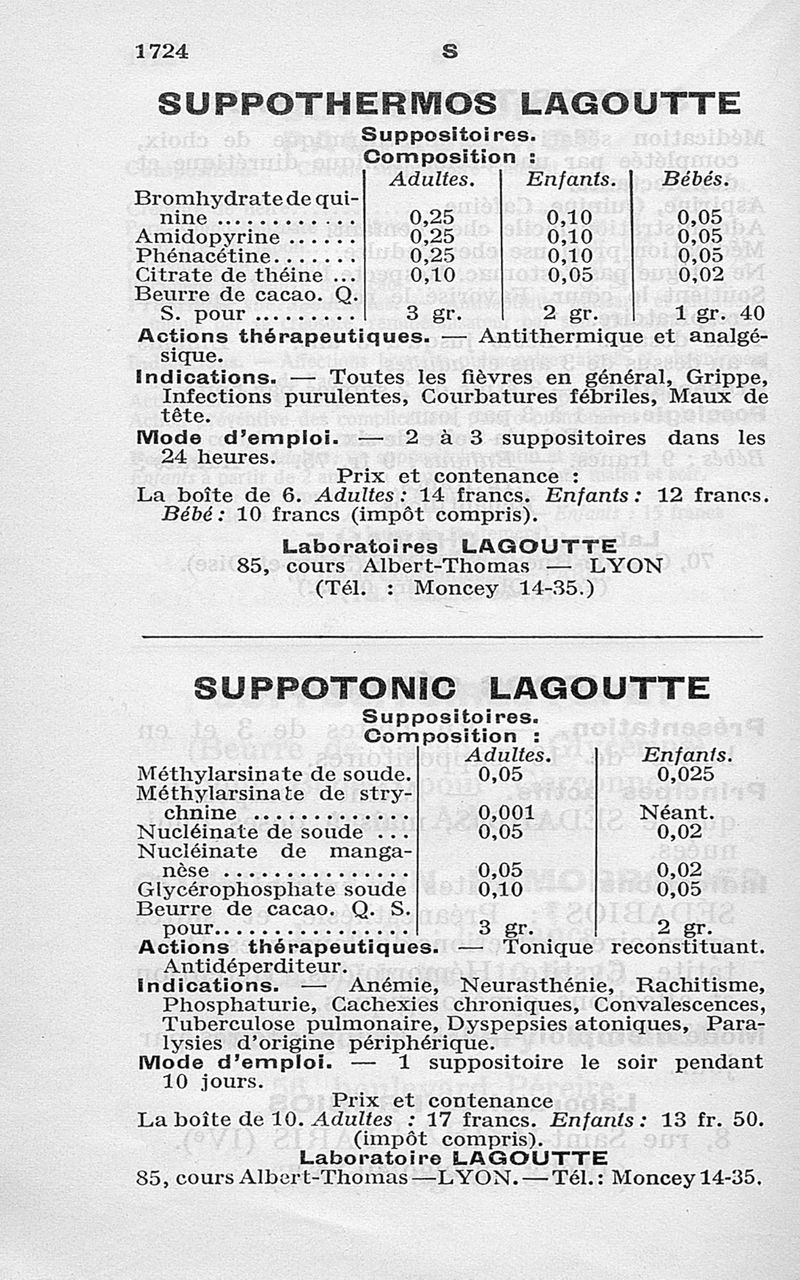 1724 S
SUPPOTHERMOS LAGOUTTE
Suppositoires.
Composition :
Adultes. Enfants. Bébés.
Bromhydrate de qui-
nine ............ 0,25 0,10 0,05
Amidopyrine ...... 0,25 0,10 0,05
Phénacétine....... 0,25 0,10 0,05
Citrate de théine ... 0,10 0,05 0,02
Beurre de cacao. Q.
S. pour ......... 3 gr. 2 gr. 1 gr. 40
Actions thérapeutiques. — Antithermique et analgé-
sique.
Indications. — Toutes les fièvres en général, Grippe,
Infections purulentes, Courbatures fébriles, Maux de
tête.
Mode d'emploi. — 2 à 3 suppositoires dans les
24 heures.
Prix et contenance :
La boîte de 6. Adultes : 14 francs. Enfants : 12 francs.
Bébé : 10 francs (impôt compris).
Laboratoires LAGOUTTE
85, cours Albert-Thomas — LYON
(Tél. : Moncey 14-35.)
SUPPOTONIC LAGOUTTE
Suppositoires.
Composition :
Adultes. Enfants.
Méthylarsinate de soude. 0,05 0,025
Méthylarsinate de stry-
chnine ............. 0,001 Néant.
Nucléinate de soude ... 0,05 0,02
Nucléinate de manga-
nèse ............... 0,05 0,02
Glycérophosphate soude 0,10 0,05
Beurre de cacao. Q. S.
pour................ 3 gr. 2 gr.
Actions thérapeutiques. — Tonique reconstituant.
Antidéperditeur.
Indications. — Anémie, Neurasthénie, Rachitisme,
Phosphaturie, Cachexies chroniques, Convalescences,
Tuberculose pulmonaire, Dyspepsies atoniques, Para-
lysies d'origine périphérique.
Mode d'emploi. — 1 suppositoire le soir pendant
10 jours.
Prix et contenance
La boîte de 10. Adultes : 17 francs. Enfants : 13 fr. 50.
(impôt compris).
Laboratoire LAGOUTTE
85, cours Albert-Thomas — LYON. — Tél. : Moncey 14-35.